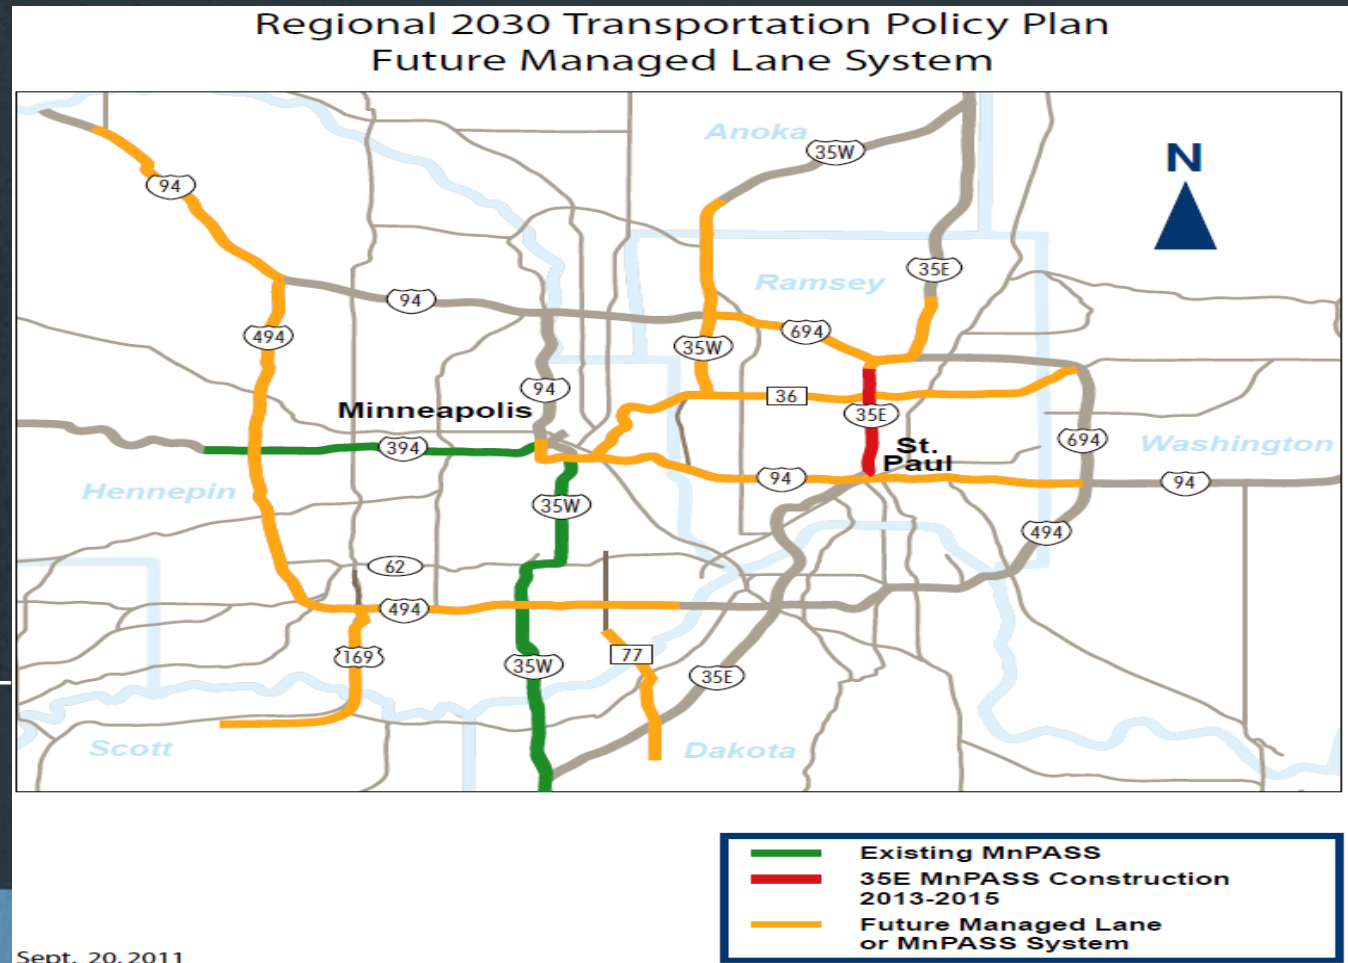 Regional 2030 Transportation Policy Plan
Future Managed Lane System
Anoka
35W
N
94
35E
Ramsey
94
494
694
35W
94
36
Minneapolis
35E
394
St.
Paul
694
Washington
94
94
Hennepin
35W
494
62
494
77
169
35W
35E
Scott
Dakota
Existing MnPASS
35E MnPASS Construction
2013-2015
Future Managed Lane
or MnPASS System
Sept. 20, 2011